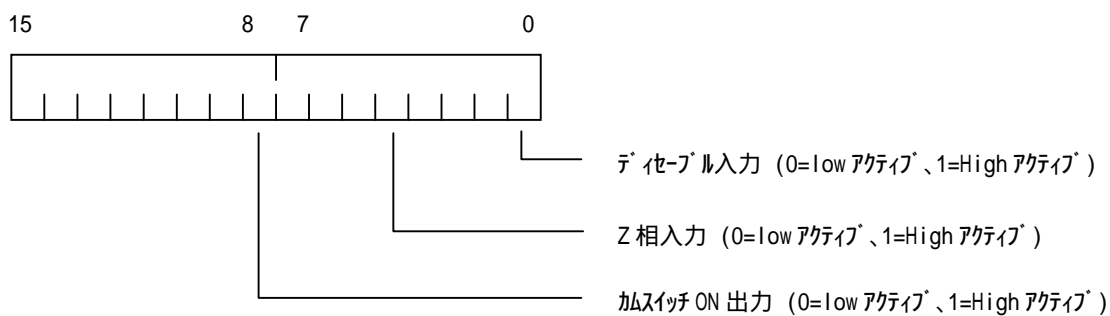 15 8 7 0
ﾃﾞｨｾｰﾌﾞﾙ入力 (0=low ｱｸﾃｨﾌﾞ、1=High ｱｸﾃｨﾌﾞ)
Z 相入力 (0=low ｱｸﾃｨﾌﾞ、1=High ｱｸﾃｨﾌﾞ)
ｶﾑｽｲｯﾁ ON 出力 (0=low ｱｸﾃｨﾌﾞ、1=High ｱｸﾃｨﾌﾞ)